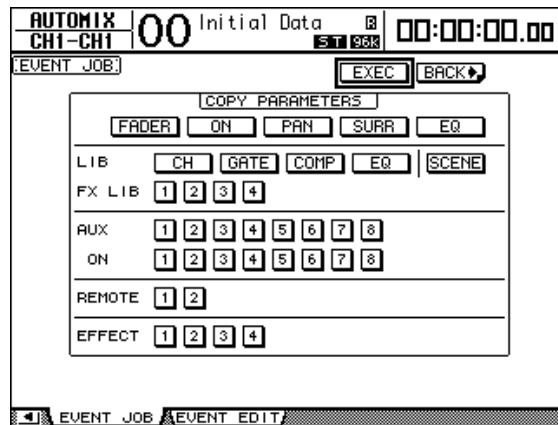 AUTOMIX
CH1-CH1
00 Initial Data R
ST 96k
00:00:00.00
EVENT JOB
EXEC BACK
COPY PARAMETERS
FADER ON PAN SURR EQ
LIB CH GATE COMP EQ SCENE
FX LIB 1 2 3 4
AUX 1 2 3 4 5 6 7 8
ON 1 2 3 4 5 6 7 8
REMOTE 1 2
EFFECT 1 2 3 4
EVENT JOB EVENT EDIT